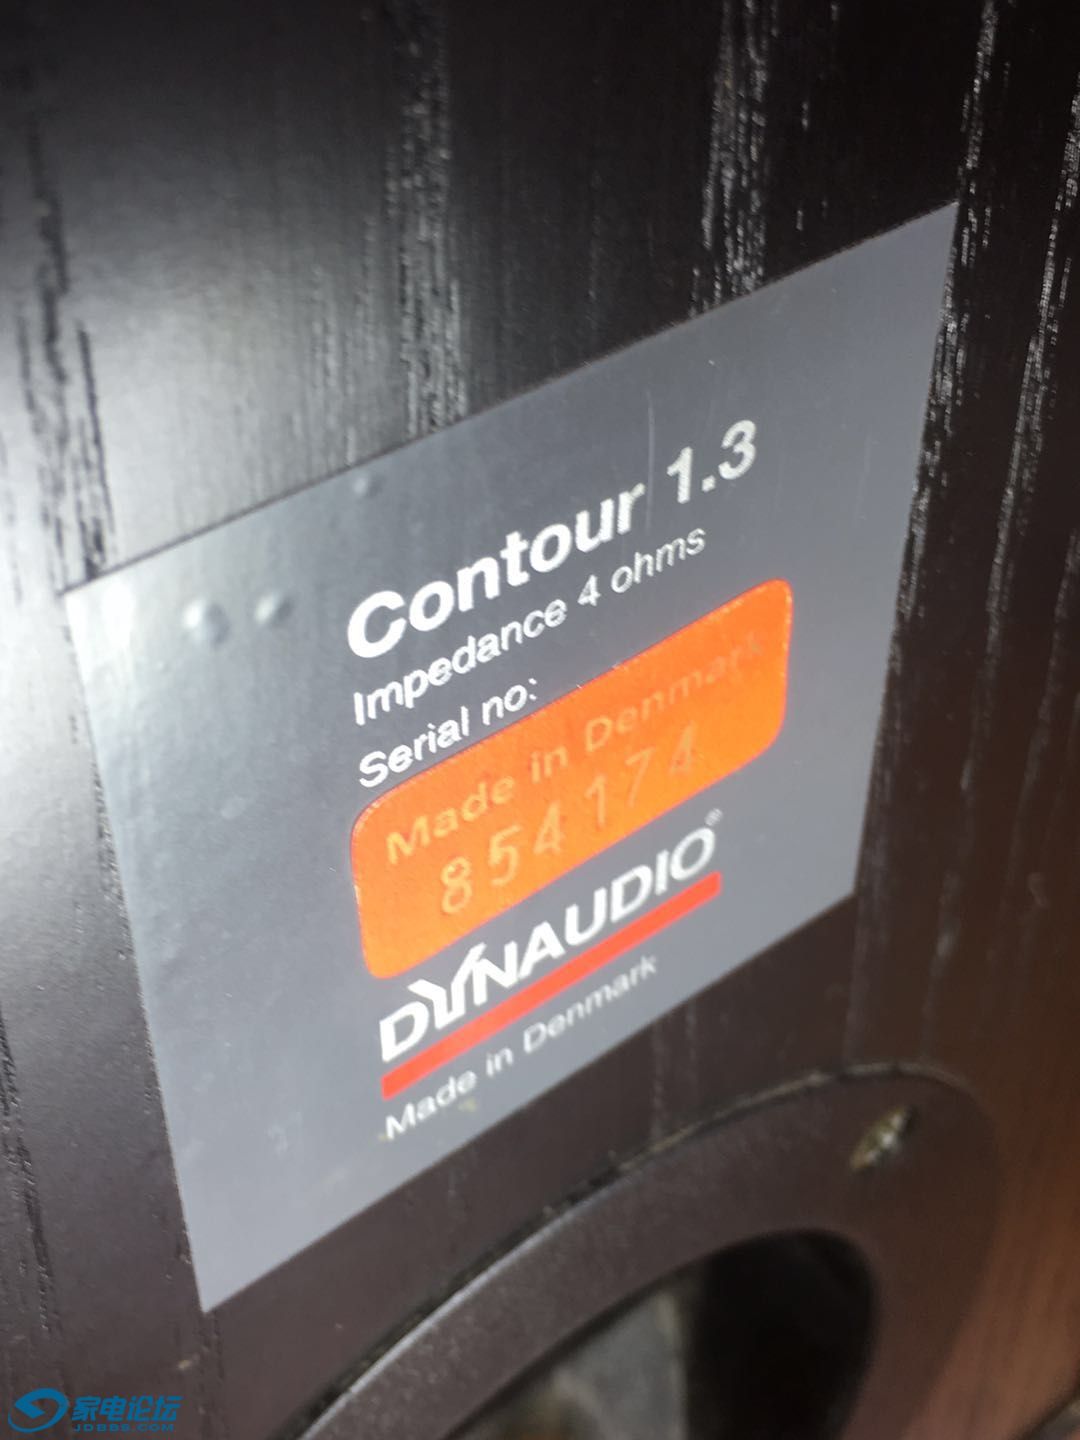 Contour 1.3
Impedance 4 ohms
Serial no:
Made in Denmark
854174
DYNAUDIO®
Made in Denmark
家电论坛
JDBBS.COM